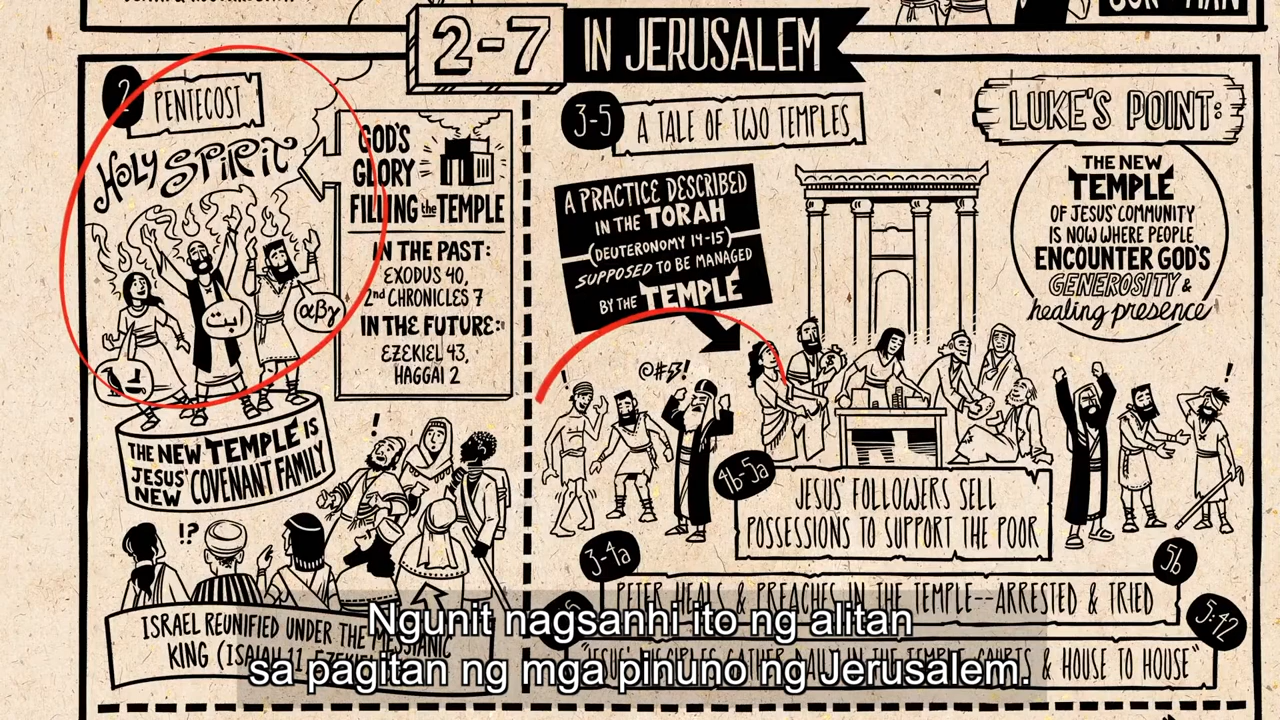 2-7
IN JERUSALEM
2
PENTECOST
HOLY SPIRIT
GOD'S
GLORY
FILLING the TEMPLE
IN THE PAST:
EXODUS 40,
2nd CHRONICLES 7
IN THE FUTURE:
EZEKIEL 43,
HAGGAI 2
ابت
αβγ
THE NEW TEMPLE IS
JESUS' NEW COVENANT FAMILY
!
!?
ISRAEL REUNIFIED UNDER THE MESSIANIC
KING (ISAIAH 11, EZEKIEL
3-5
A TALE OF TWO TEMPLES
A PRACTICE DESCRIBED
IN THE TORAH
(DEUTERONOMY 14-15)
SUPPOSED TO BE MANAGED
BY THE TEMPLE
LUKE'S POINT:
THE NEW
TEMPLE
OF JESUS' COMMUNITY
IS NOW WHERE PEOPLE
ENCOUNTER GOD'S
GENEROSITY &
healing presence
!
@#$!
$
!
4b-5a
JESUS' FOLLOWERS SELL
POSSESSIONS TO SUPPORT THE POOR
3-4a
5b
PETER HEALS & PREACHES IN THE TEMPLE--ARRESTED & TRIED
5:42
"JESUS' DISCIPLES GATHER DAILY IN THE TEMPLE COURTS & HOUSE TO HOUSE"
Ngunit nagsanhi ito ng alitan
sa pagitan ng mga pinuno ng Jerusalem.